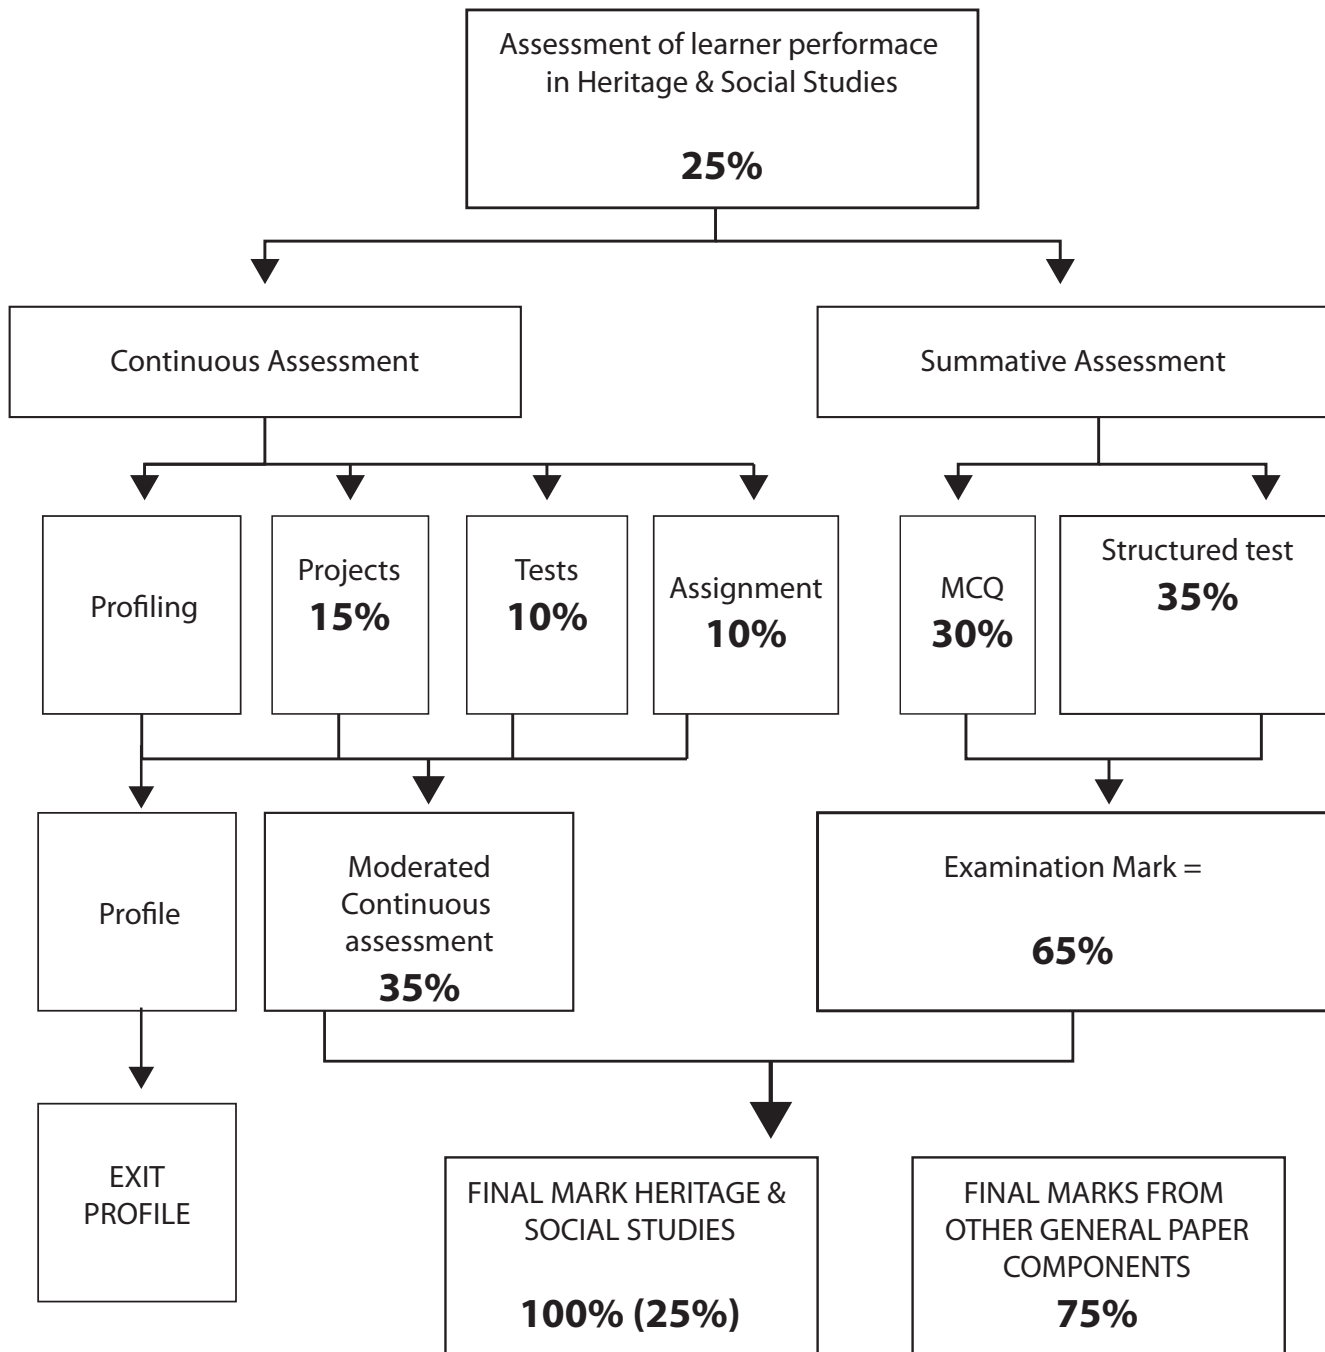 Assessment of learner performace
in Heritage & Social Studies
25%
Continuous Assessment
Summative Assessment
Profiling
Projects
15%
Tests
10%
Assignment
10%
MCQ
30%
Structured test
35%
Profile
Moderated
Continuous
assessment
35%
Examination Mark =
65%
EXIT
PROFILE
FINAL MARK HERITAGE &
SOCIAL STUDIES
100% (25%)
FINAL MARKS FROM
OTHER GENERAL PAPER
COMPONENTS
75%